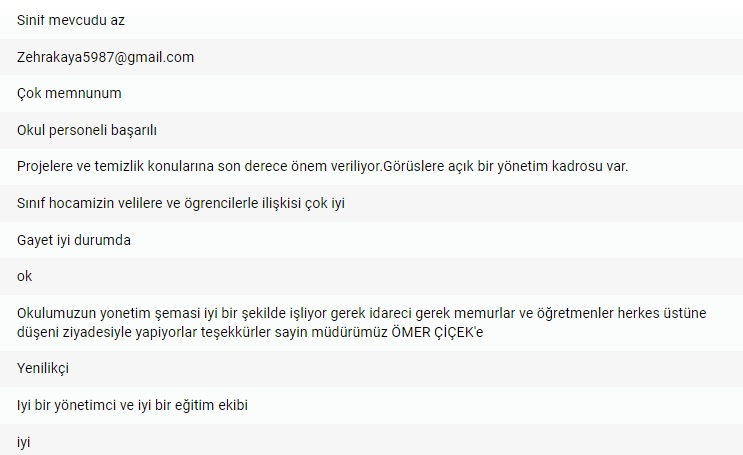 Sinif mevcudu az
Zehrakaya5987@gmail.com
Çok memnunum
Okul personeli başarılı
Projelere ve temizlik konularına son derece önem veriliyor.Görüslere açık bir yönetim kadrosu var.
Sınıf hocamizin velilere ve ögrencilerle ilişkisi çok iyi
Gayet iyi durumda
ok
Okulumuzun yonetim şemasi iyi bir şekilde işliyor gerek idareci gerek memurlar ve öğretmenler herkes üstüne
düşeni ziyadesiyle yapiyorlar teşekkürler sayin müdürümüz ÖMER ÇİÇEK'e
Yenilikçi
Iyi bir yönetimci ve iyi bir eğitim ekibi
iyi